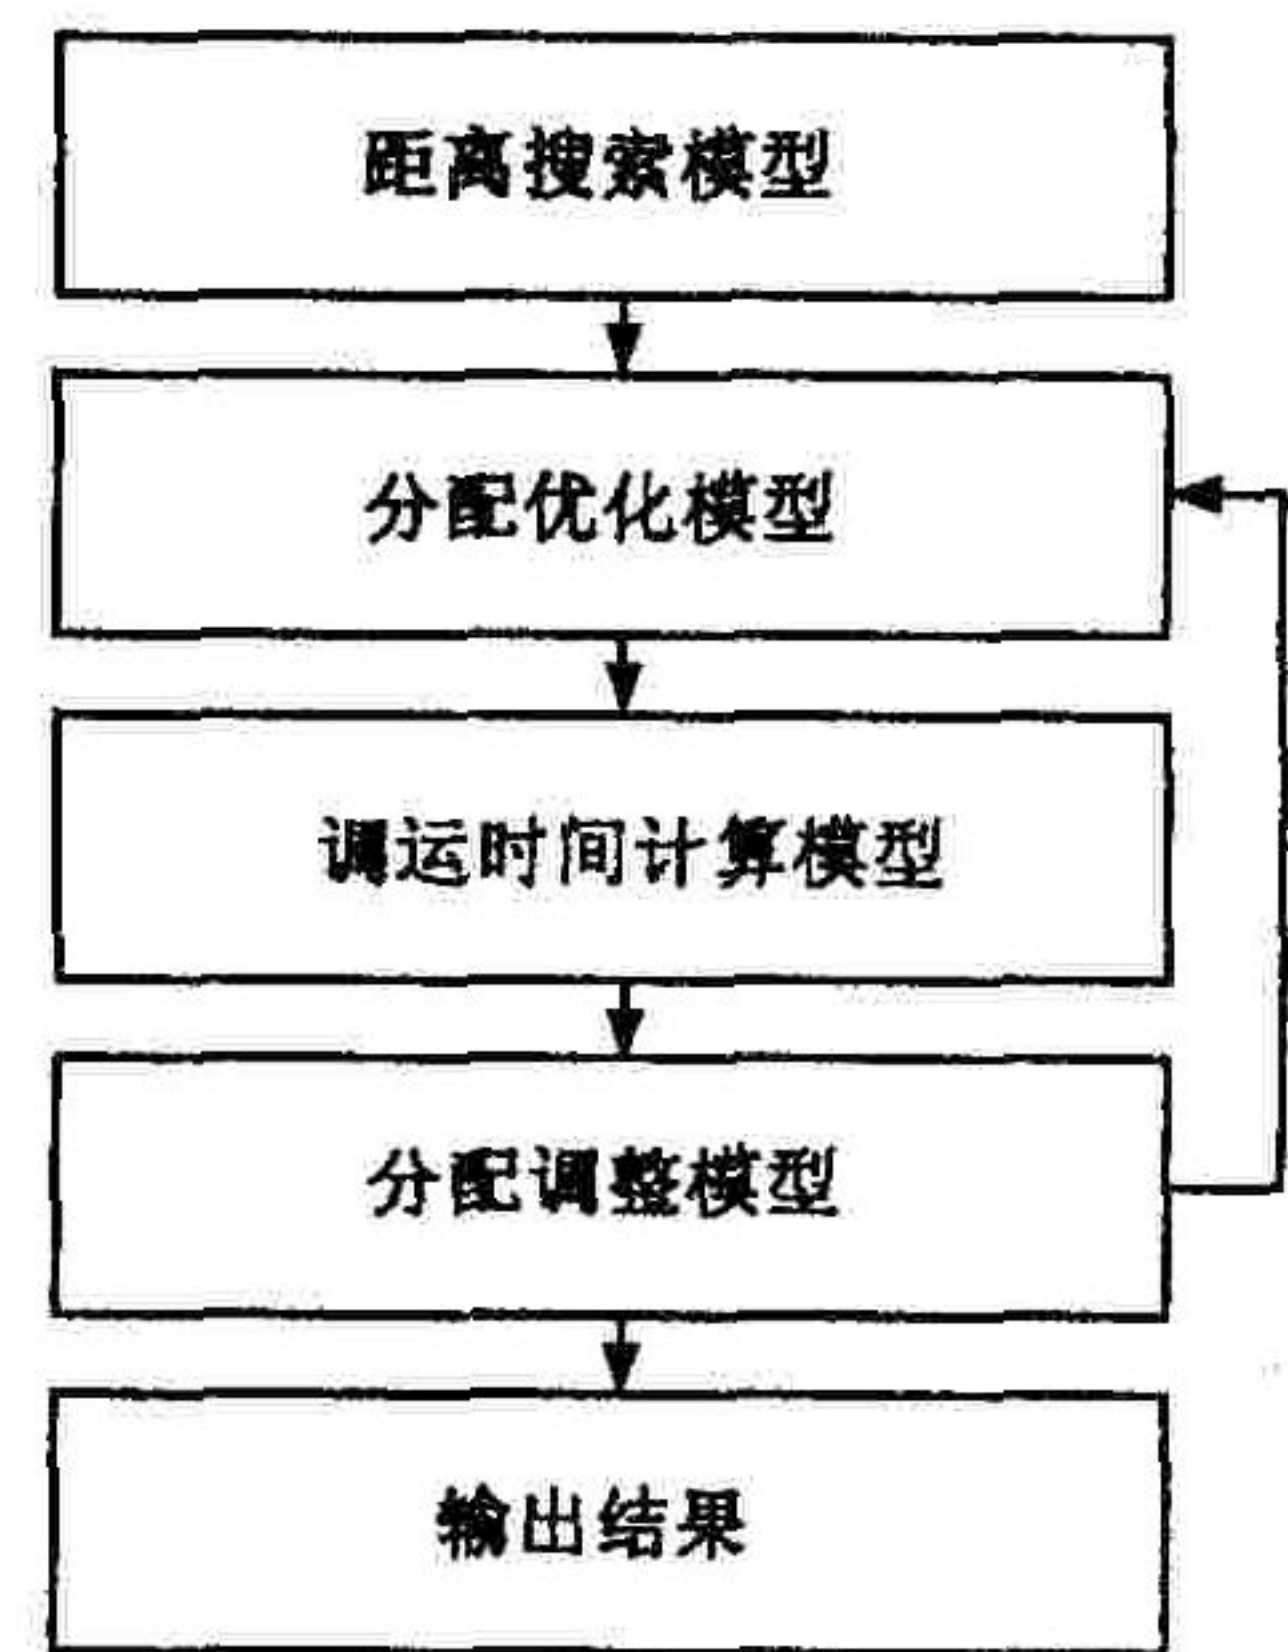 距离搜索模型
分配优化模型
调运时间计算模型
分配调整模型
输出结果